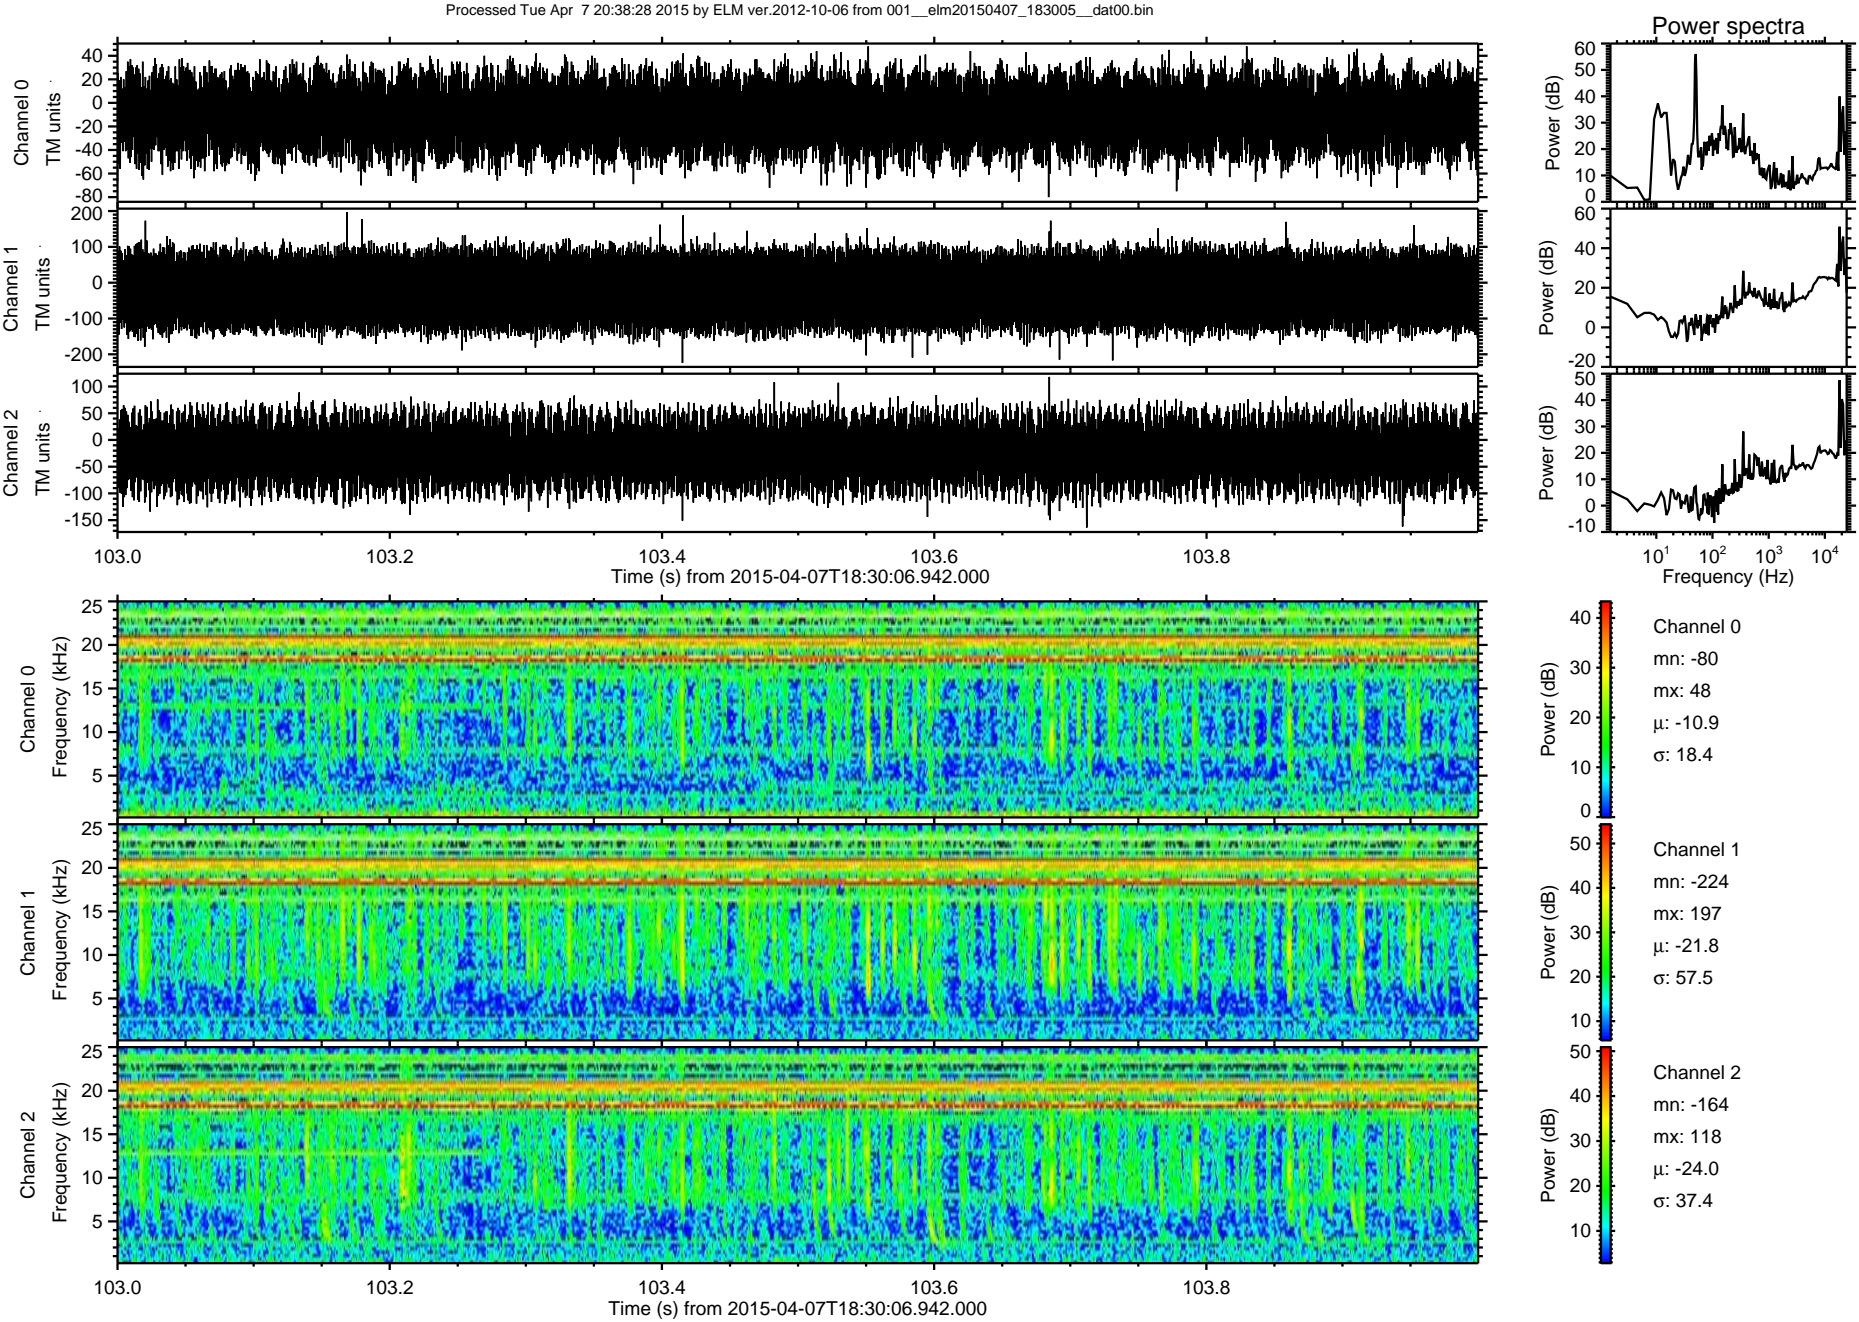 Processed Tue Apr  7 20:38:28 2015 by ELM ver.2012-10-06 from 001__elm20150407_183005__dat00.bin
Power spectra
Channel 0
TM units
40
20
0
-20
-40
-60
-80
Power (dB)
60
50
40
30
20
10
0
Channel 1
TM units
200
100
0
-100
-200
Power (dB)
60
40
20
0
-20
Channel 2
TM units
100
50
0
-50
-100
-150
Power (dB)
50
40
30
20
10
0
-10
103.0 103.2 103.4 103.6 103.8
Time (s) from 2015-04-07T18:30:06.942.000
10^1 10^2 10^3 10^4
Frequency (Hz)
Channel 0
Frequency (kHz)
25
20
15
10
5
Power (dB)
40
30
20
10
0
Channel 0
mn: -80
mx: 48
μ: -10.9
σ: 18.4
Channel 1
Frequency (kHz)
25
20
15
10
5
Power (dB)
50
40
30
20
10
Channel 1
mn: -224
mx: 197
μ: -21.8
σ: 57.5
Channel 2
Frequency (kHz)
25
20
15
10
5
Power (dB)
50
40
30
20
10
Channel 2
mn: -164
mx: 118
μ: -24.0
σ: 37.4
103.0 103.2 103.4 103.6 103.8
Time (s) from 2015-04-07T18:30:06.942.000